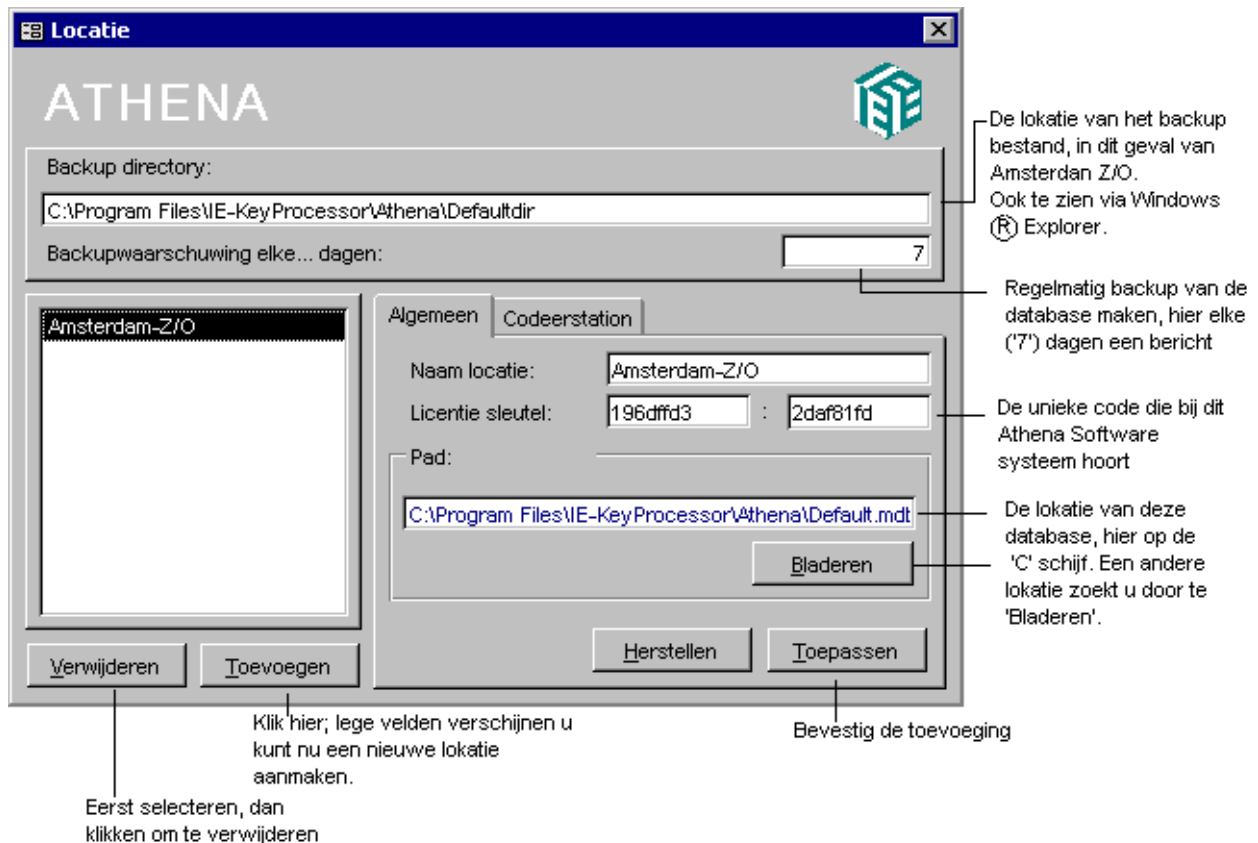 Locatie
ATHENA
Backup directory:
C:\Program Files\IE-KeyProcessor\Athena\Defaultdir
Backupwaarschuwing elke... dagen:
7
De lokatie van het backup
bestand, in dit geval van
Amsterdan Z/O.
Ook te zien via Windows
® Explorer.
Regelmatig backup van de
database maken, hier elke
('7') dagen een bericht
Amsterdam-Z/O
Algemeen
Codeerstation
Naam locatie:
Amsterdam-Z/O
Licentie sleutel:
196dffd3 : 2daf81fd
De unieke code die bij dit
Athena Software
systeem hoort
Pad:
C:\Program Files\IE-KeyProcessor\Athena\Default.mdt
Bladeren
De lokatie van deze
database, hier op de
'C' schijf. Een andere
lokatie zoekt u door te
'Bladeren'.
Verwijderen
Toevoegen
Herstellen
Toepassen
Klik hier; lege velden verschijnen u
kunt nu een nieuwe lokatie
aanmaken.
Bevestig de toevoeging
Eerst selecteren, dan
klikken om te verwijderen